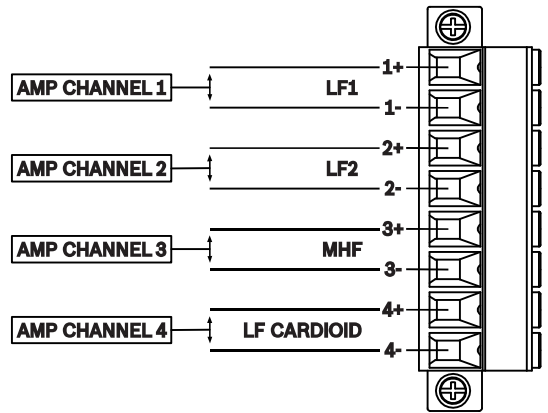 AMP CHANNEL 1
LF1
1+
1-
AMP CHANNEL 2
LF2
2+
2-
AMP CHANNEL 3
MHF
3+
3-
AMP CHANNEL 4
LF CARDIOID
4+
4-